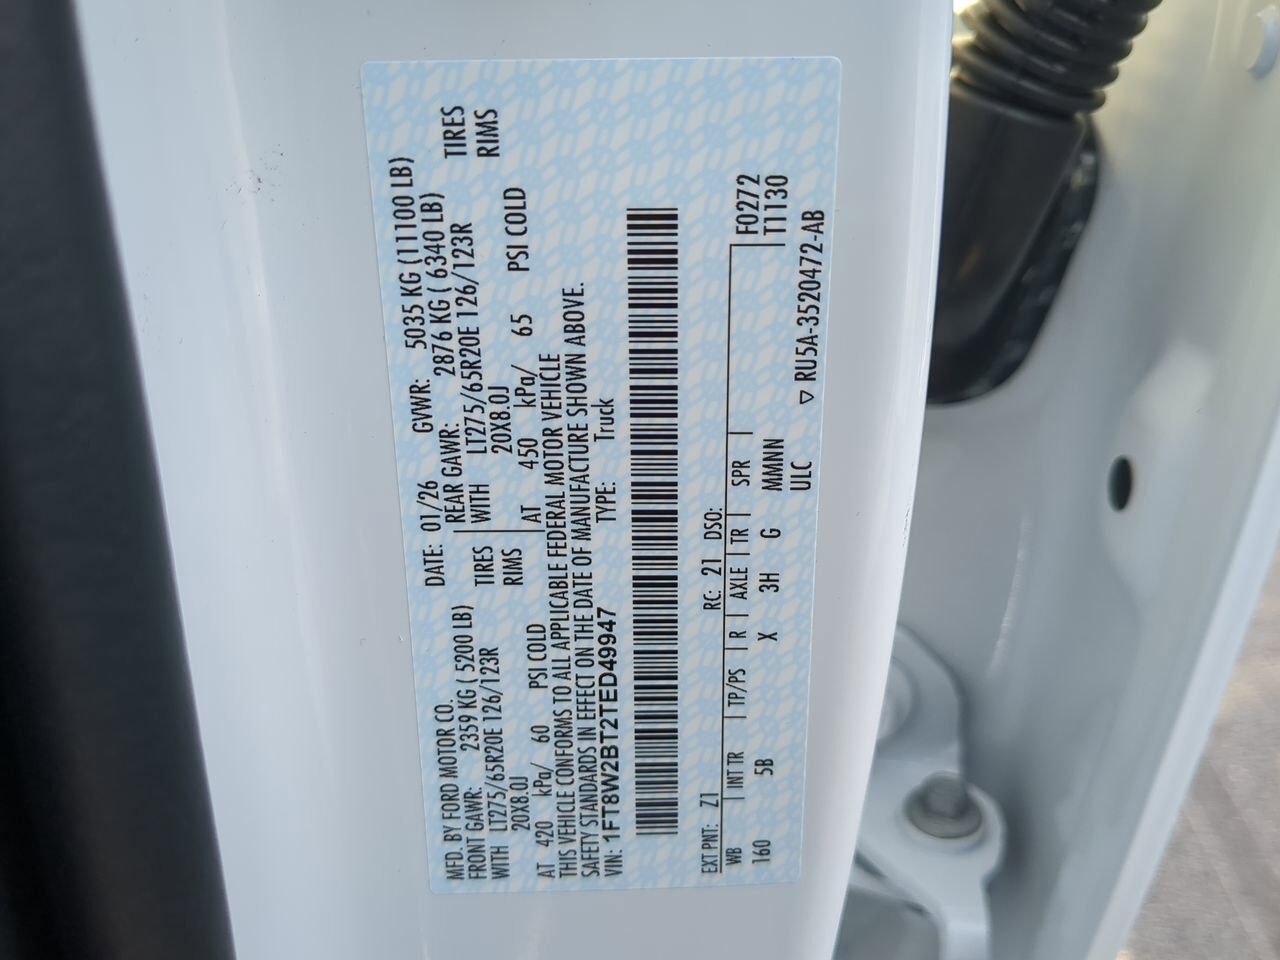 MFD. BY FORD MOTOR CO.
DATE: 01/26 GVWR: 5035 KG (11100 LB)
FRONT GAWR: 2359 KG ( 5200 LB) REAR GAWR: 2876 KG ( 6340 LB)
WITH LT275/65R20E 126/123R TIRES WITH LT275/65R20E 126/123R TIRES
20X8.0J RIMS 20X8.0J RIMS
AT 420 kPa/ 60 PSI COLD AT 450 kPa/ 65 PSI COLD
THIS VEHICLE CONFORMS TO ALL APPLICABLE FEDERAL MOTOR VEHICLE
SAFETY STANDARDS IN EFFECT ON THE DATE OF MANUFACTURE SHOWN ABOVE.
VIN: 1FT8W2BT2TED49947 TYPE: Truck
EXT PNT: Z1 RC: 21 DSO: F0272
WB INT TR TP/PS R AXLE TR SPR T1130
160 5B X 3H G MMNN
ULC
▽ RU5A-3520472-AB